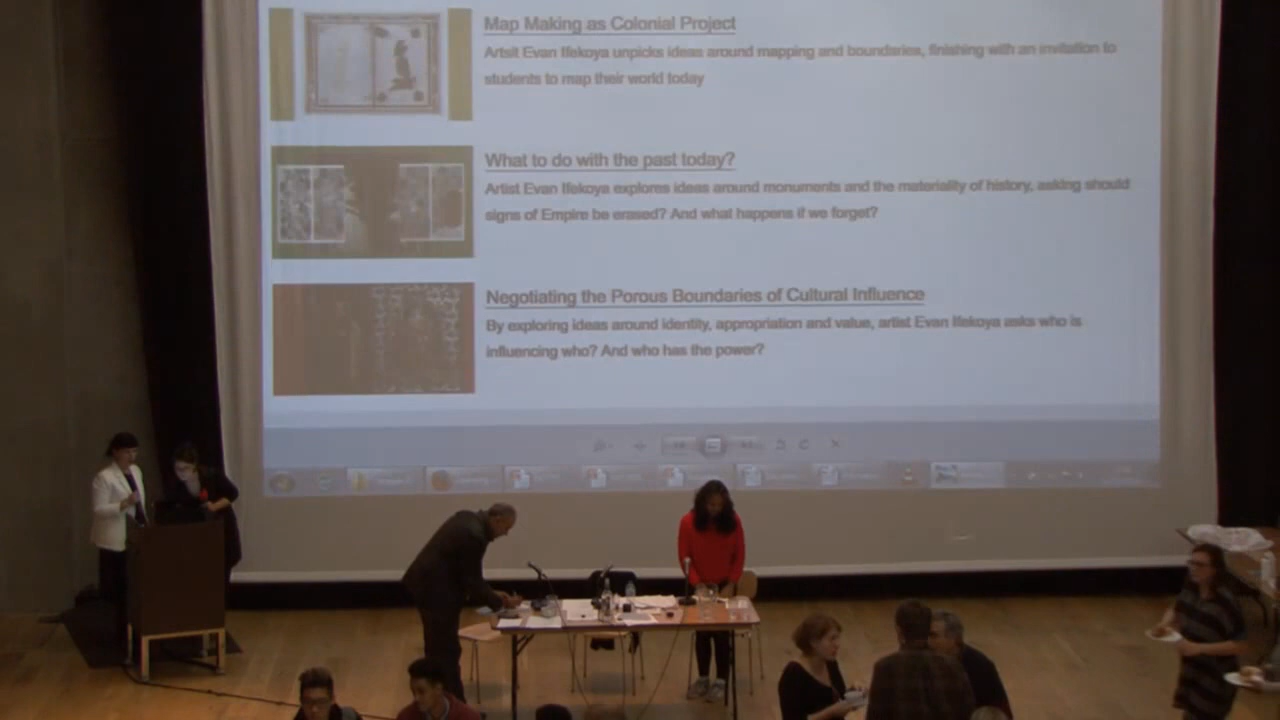 Map Making as Colonial Project
Artsit Evan Ifekoya unpicks ideas around mapping and boundaries, finishing with an invitation to
students to map their world today
What to do with the past today?
Artist Evan Ifekoya explores ideas around monuments and the materiality of history, asking should
signs of Empire be erased? And what happens if we forget?
Negotiating the Porous Boundaries of Cultural Influence
By exploring ideas around identity, appropriation and value, artist Evan Ifekoya asks who is
influencing who? And who has the power?